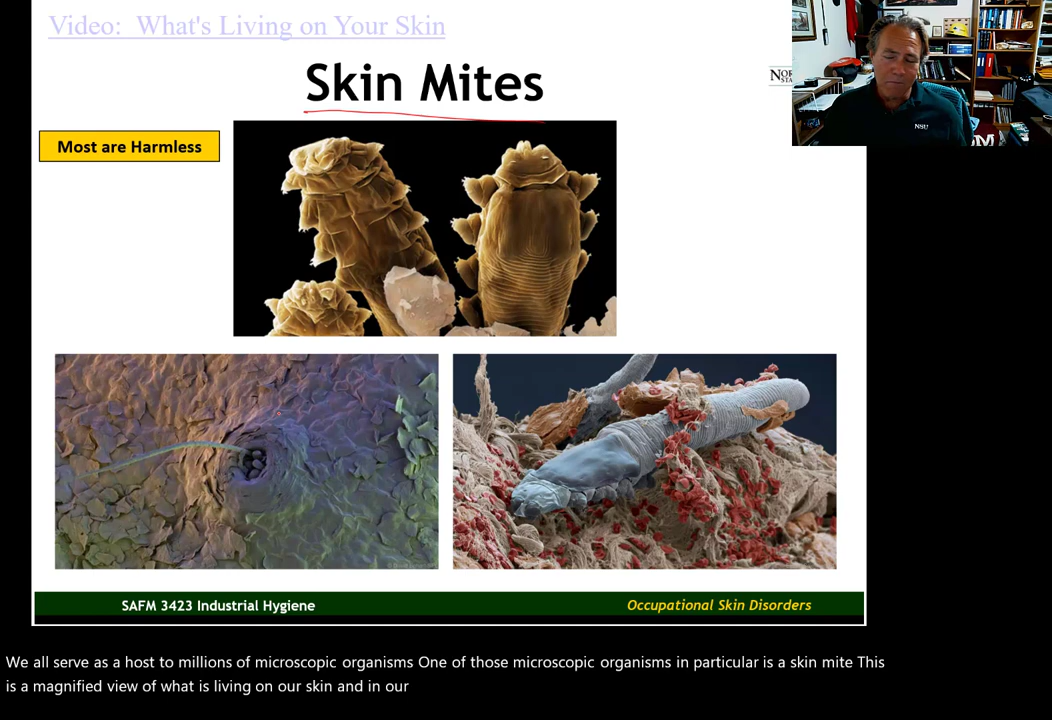 Video:  What's Living on Your Skin
Skin Mites
Most are Harmless
NSU
SAFM 3423 Industrial Hygiene
Occupational Skin Disorders
We all serve as a host to millions of microscopic organisms One of those microscopic organisms in particular is a skin mite This
is a magnified view of what is living on our skin and in our